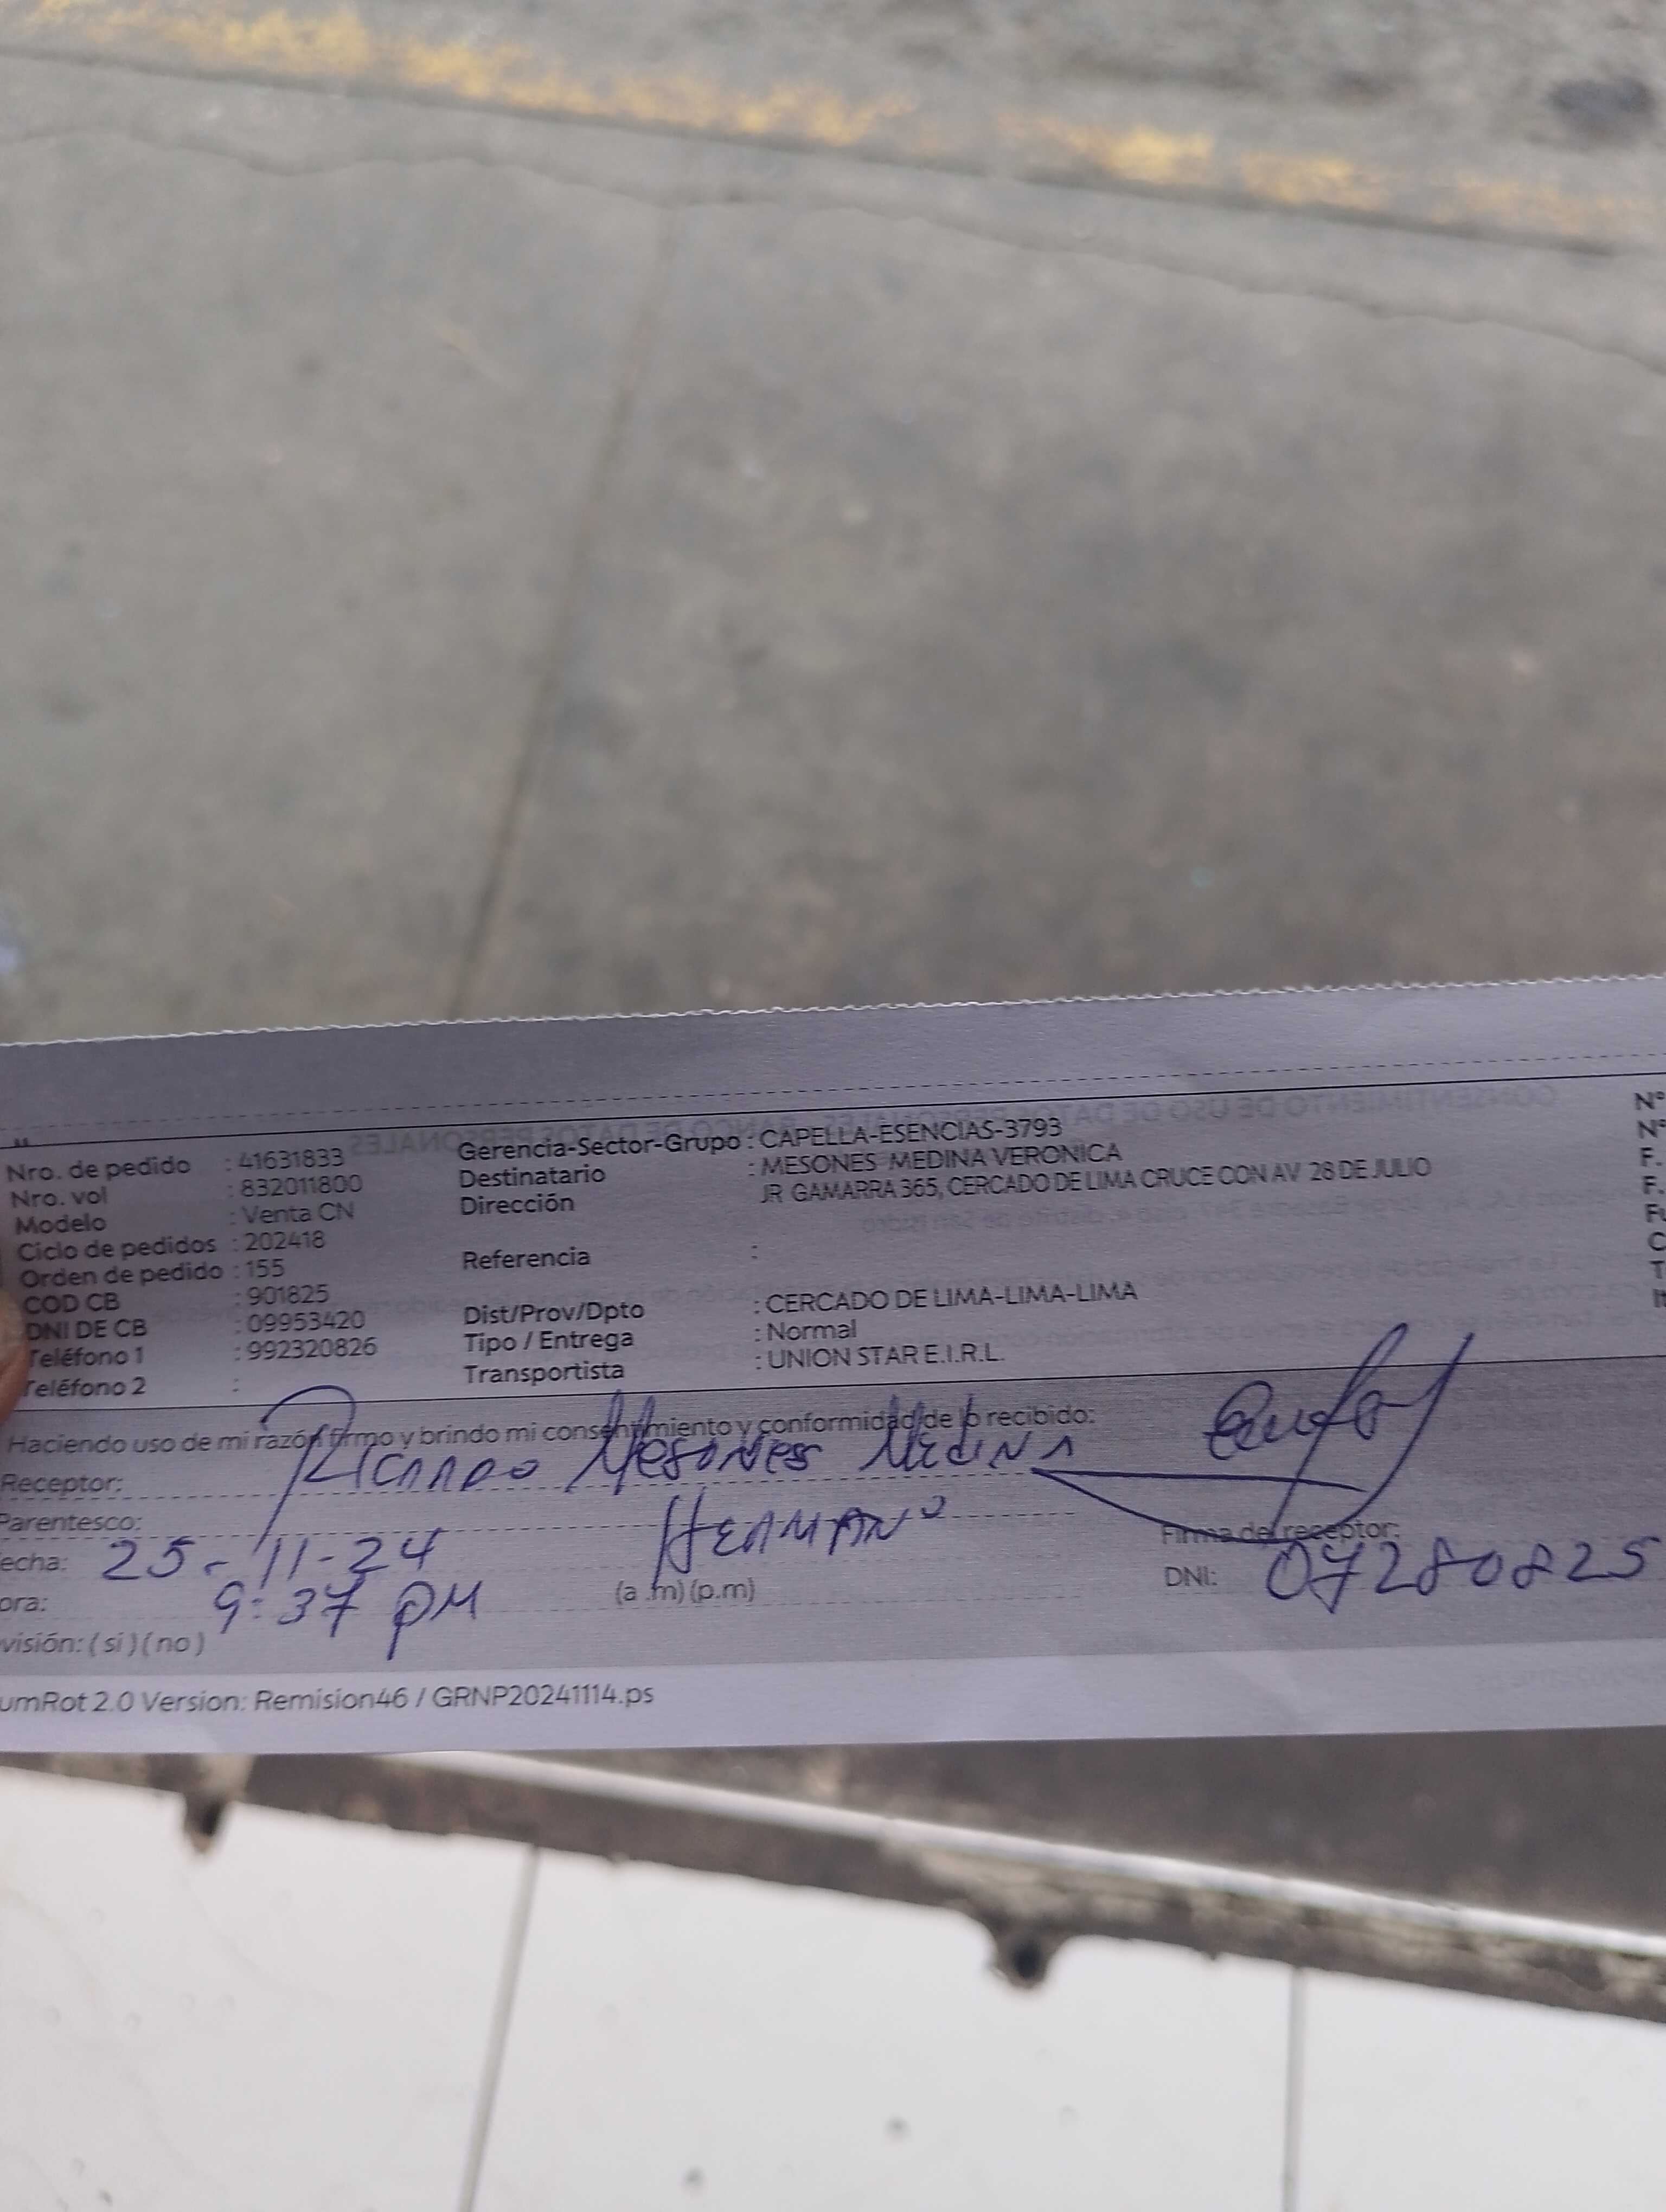 Nro. de pedido : 41631833 Gerencia-Sector-Grupo : CAPELLA-ESENCIAS-3793 N°
Nro. vol : 832011800 Destinatario : MESONES MEDINA VERONICA N°
Modelo : Venta CN Dirección JR GAMARRA 365, CERCADO DE LIMA CRUCE CON AV 28 DE JULIO F.
Ciclo de pedidos : 202418 F.
Orden de pedido : 155 Referencia :
COD CB : 901825
DNI DE CB : 09953420 Dist/Prov/Dpto : CERCADO DE LIMA-LIMA-LIMA
Teléfono 1 : 992320826 Tipo / Entrega : Normal
Teléfono 2 : Transportista : UNION STAR E.I.R.L.
Haciendo uso de mi razón firmo y brindo mi consentimiento y conformidad de lo recibido:
Receptor: Ricardo Mesones Medina
Parentesco: HERMANO Firma de receptor:
echa: 25-11-24 DNI: 07280825
ora: 9:37 PM (a .m) (p.m)
visión: ( si ) ( no )
umRot 2.0 Version: Remision46 / GRNP20241114.ps